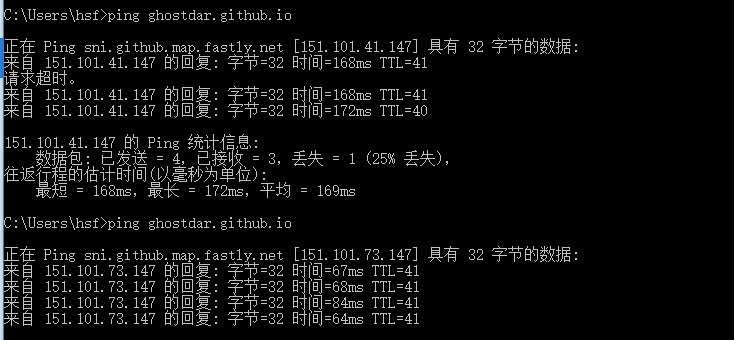 C:\Users\hsf>ping ghostdar.github.io
正在 Ping sni.github.map.fastly.net [151.101.41.147] 具有 32 字节的数据:
来自 151.101.41.147 的回复: 字节=32 时间=168ms TTL=41
请求超时。
来自 151.101.41.147 的回复: 字节=32 时间=168ms TTL=41
来自 151.101.41.147 的回复: 字节=32 时间=172ms TTL=40
151.101.41.147 的 Ping 统计信息:
数据包: 已发送 = 4，已接收 = 3，丢失 = 1 (25% 丢失)，
往返行程的估计时间(以毫秒为单位):
最短 = 168ms，最长 = 172ms，平均 = 169ms
C:\Users\hsf>ping ghostdar.github.io
正在 Ping sni.github.map.fastly.net [151.101.73.147] 具有 32 字节的数据:
来自 151.101.73.147 的回复: 字节=32 时间=67ms TTL=41
来自 151.101.73.147 的回复: 字节=32 时间=68ms TTL=41
来自 151.101.73.147 的回复: 字节=32 时间=84ms TTL=41
来自 151.101.73.147 的回复: 字节=32 时间=64ms TTL=41